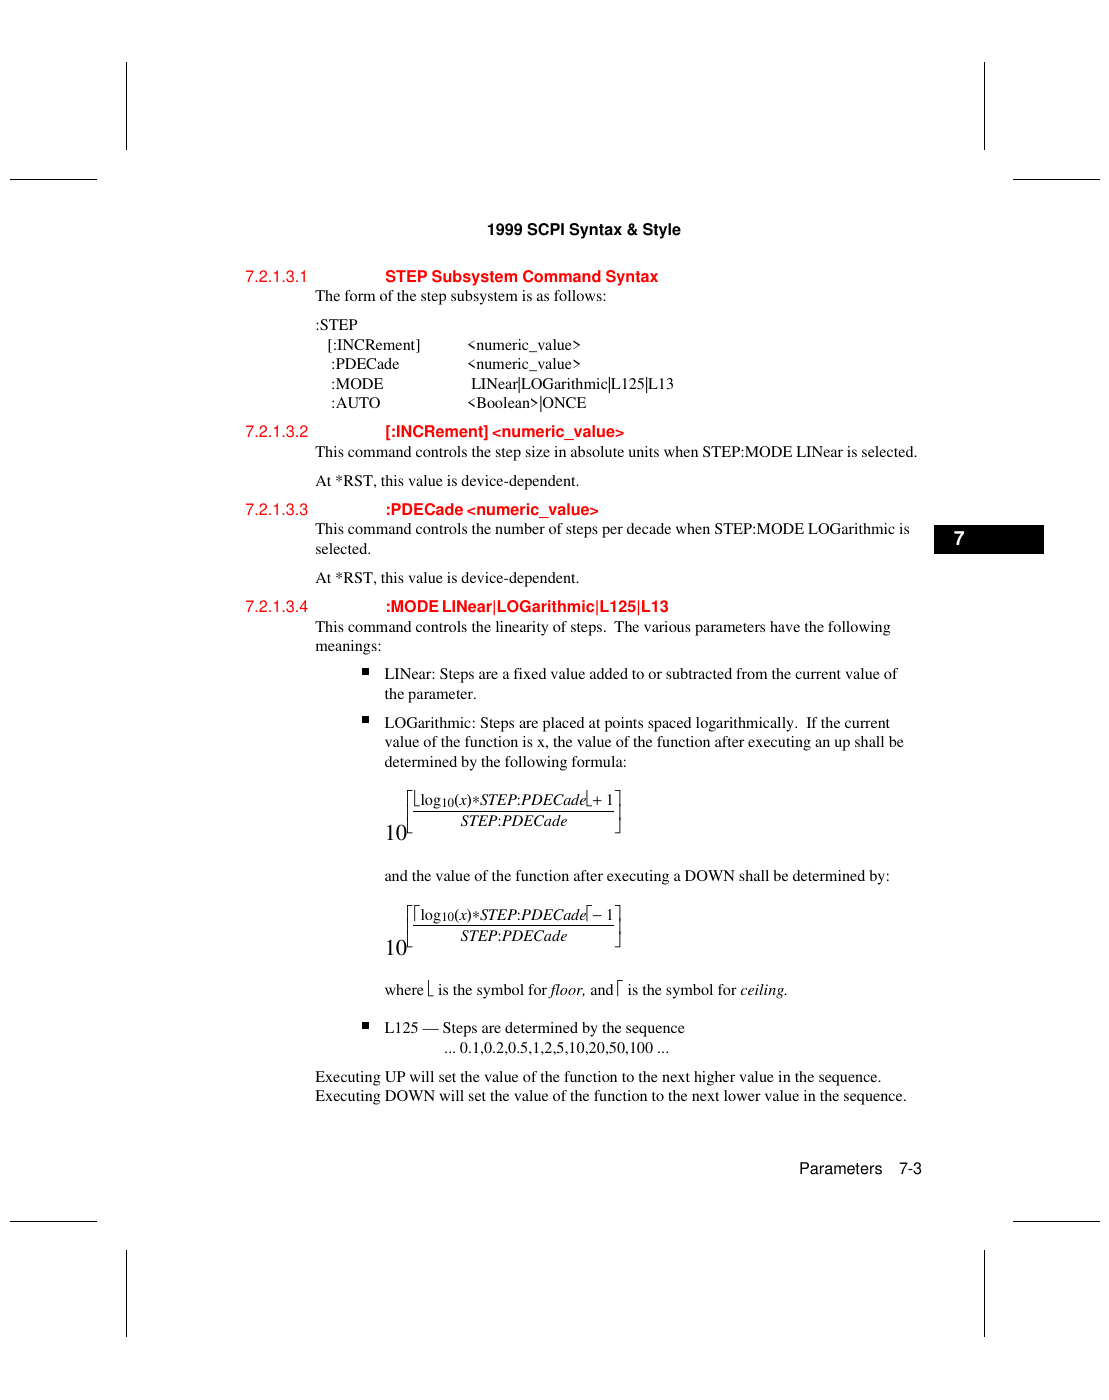 1999 SCPI Syntax & Style
7.2.1.3.1 STEP Subsystem Command Syntax
The form of the step subsystem is as follows:
:STEP
[:INCRement] <numeric_value>
:PDECade <numeric_value>
:MODE LINear|LOGarithmic|L125|L13
:AUTO <Boolean>|ONCE
7.2.1.3.2 [:INCRement] <numeric_value>
This command controls the step size in absolute units when STEP:MODE LINear is selected.
At *RST, this value is device-dependent.
7.2.1.3.3 :PDECade <numeric_value>
This command controls the number of steps per decade when STEP:MODE LOGarithmic is
selected.
7
At *RST, this value is device-dependent.
7.2.1.3.4 :MODE LINear|LOGarithmic|L125|L13
This command controls the linearity of steps. The various parameters have the following
meanings:
■ LINear: Steps are a fixed value added to or subtracted from the current value of
the parameter.
■ LOGarithmic: Steps are placed at points spaced logarithmically. If the current
value of the function is x, the value of the function after executing an up shall be
determined by the following formula:
⌊log10(x)*STEP:PDECade⌊+ 1
STEP:PDECade
10
and the value of the function after executing a DOWN shall be determined by:
⌈log10(x)*STEP:PDECade⌈− 1
STEP:PDECade
10
where ⌊ is the symbol for floor, and ⌈ is the symbol for ceiling.
■ L125 — Steps are determined by the sequence
... 0.1,0.2,0.5,1,2,5,10,20,50,100 ...
Executing UP will set the value of the function to the next higher value in the sequence.
Executing DOWN will set the value of the function to the next lower value in the sequence.
Parameters 7-3